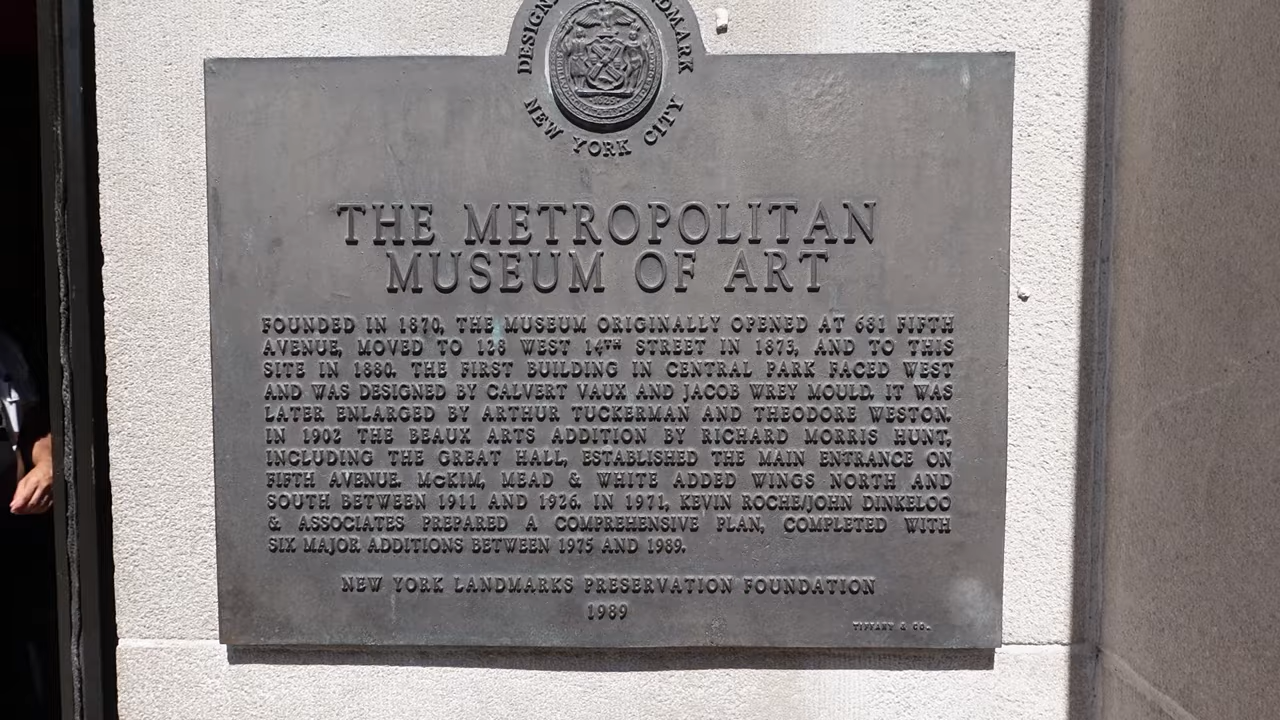 NEW YORK CITY
THE METROPOLITAN
MUSEUM OF ART
FOUNDED IN 1870, THE MUSEUM ORIGINALLY OPENED AT 681 FIFTH
AVENUE, MOVED TO 128 WEST 14TH STREET IN 1873, AND TO THIS
SITE IN 1880. THE FIRST BUILDING IN CENTRAL PARK FACED WEST
AND WAS DESIGNED BY CALVERT VAUX AND JACOB WREY MOULD. IT WAS
LATER ENLARGED BY ARTHUR TUCKERMAN AND THEODORE WESTON.
IN 1902 THE BEAUX ARTS ADDITION BY RICHARD MORRIS HUNT,
INCLUDING THE GREAT HALL, ESTABLISHED THE MAIN ENTRANCE ON
FIFTH AVENUE. McKIM, MEAD & WHITE ADDED WINGS NORTH AND
SOUTH BETWEEN 1911 AND 1926. IN 1971, KEVIN ROCHE/JOHN DINKELOO
& ASSOCIATES PREPARED A COMPREHENSIVE PLAN, COMPLETED WITH
SIX MAJOR ADDITIONS BETWEEN 1975 AND 1989.
NEW YORK LANDMARKS PRESERVATION FOUNDATION
1989
TIFFANY & CO.